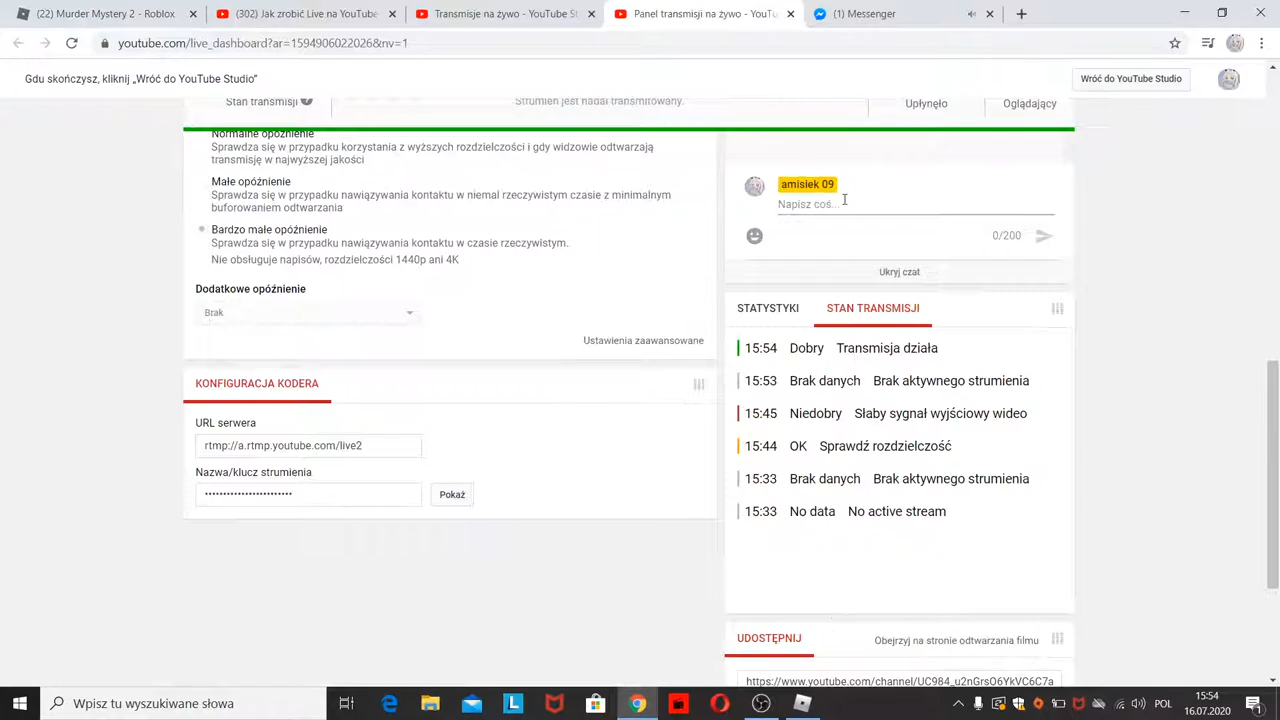 (22) Murder Mystery 2 - Roblox
(302) Jak zrobić Live na YouTube
Transmisje na żywo - YouTube St
Panel transmisji na żywo - YouTu
(1) Messenger
youtube.com/live_dashboard?ar=1594906022026&nv=1
Gdu skończysz, kliknij „Wróć do YouTube Studio”
Wróć do YouTube Studio
Stan transmisji
Strumień jest nadal transmitowany.
Upłynęło
Oglądający
Normalne opóźnienie
Sprawdza się w przypadku korzystania z wyższych rozdzielczości i gdy widzowie odtwarzają
transmisję w najwyższej jakości
Małe opóźnienie
Sprawdza się w przypadku nawiązywania kontaktu w niemal rzeczywistym czasie z minimalnym
buforowaniem odtwarzania
Bardzo małe opóźnienie
Sprawdza się w przypadku nawiązywania kontaktu w czasie rzeczywistym.
Nie obsługuje napisów, rozdzielczości 1440p ani 4K
Dodatkowe opóźnienie
Brak
Ustawienia zaawansowane
KONFIGURACJA KODERA
URL serwera
rtmp://a.rtmp.youtube.com/live2
Nazwa/klucz strumienia
Pokaż
amisiek 09
Napisz coś...
0/200
Ukryj czat
STATYSTYKI
STAN TRANSMISJI
15:54 Dobry Transmisja działa
15:53 Brak danych Brak aktywnego strumienia
15:45 Niedobry Słaby sygnał wyjściowy wideo
15:44 OK Sprawdź rozdzielczość
15:33 Brak danych Brak aktywnego strumienia
15:33 No data No active stream
UDOSTĘPNIJ
Obejrzyj na stronie odtwarzania filmu
https://www.youtube.com/channel/UC984_u2nGrsO6YkVC6C7a
Wpisz tu wyszukiwane słowa
POL
15:54
16.07.2020